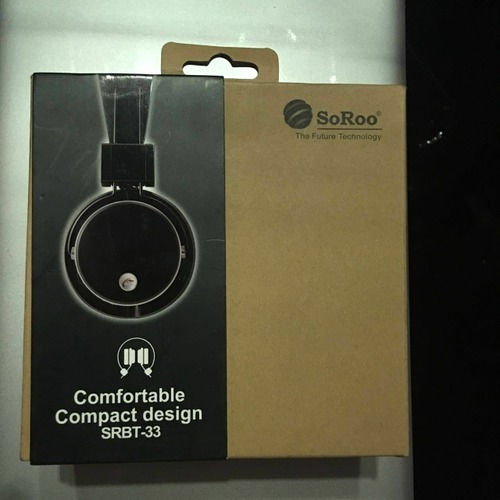 SoRoo®
The Future Technology
Comfortable
Compact design
SRBT-33